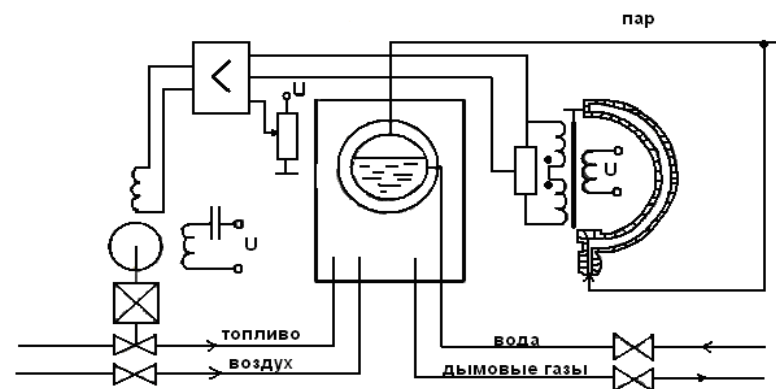 пар
U
U
U
топливо
вода
воздух
дымовые газы